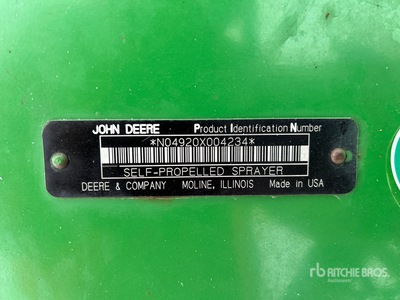 JOHN DEERE Product Identification Number
*N04920X004234*
SELF-PROPELLED SPRAYER
DEERE & COMPANY MOLINE, ILLINOIS Made in USA
rb RITCHIE BROS.
Auctioneers